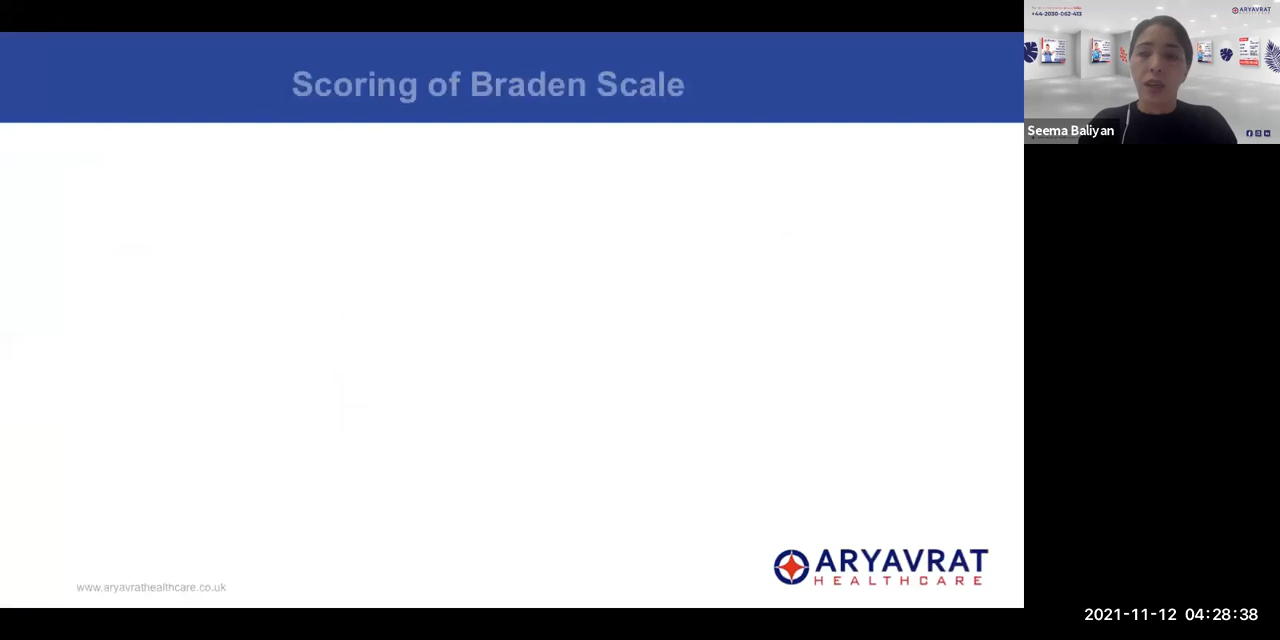 Scoring of Braden Scale
www.aryavrathealthcare.co.uk
ARYAVRAT
HEALTHCARE
+44-2030-062-413
ARYAVRAT
Seema Baliyan
2021-11-12 04:28:38